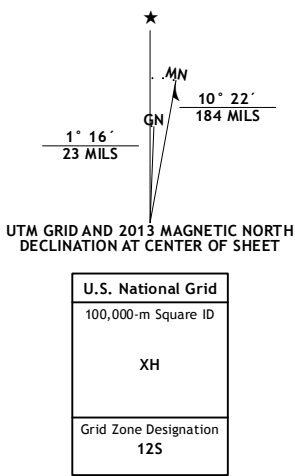 ★
MN
10° 22´
184 MILS
GN
1° 16´
23 MILS
UTM GRID AND 2013 MAGNETIC NORTH
DECLINATION AT CENTER OF SHEET
U.S. National Grid
100,000-m Square ID
XH
Grid Zone Designation
12S